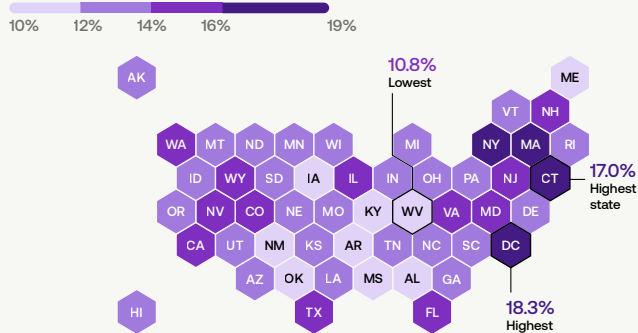 10% 12% 14% 16% 19%
10.8%
Lowest
AK ME
VT NH
WA MT ND MN WI MI NY MA RI
ID WY SD IA IL IN OH PA NJ CT
17.0%
Highest
state
OR NV CO NE MO KY WV VA MD DE
CA UT NM KS AR TN NC SC DC
AZ OK LA MS AL GA
HI TX FL
18.3%
Highest